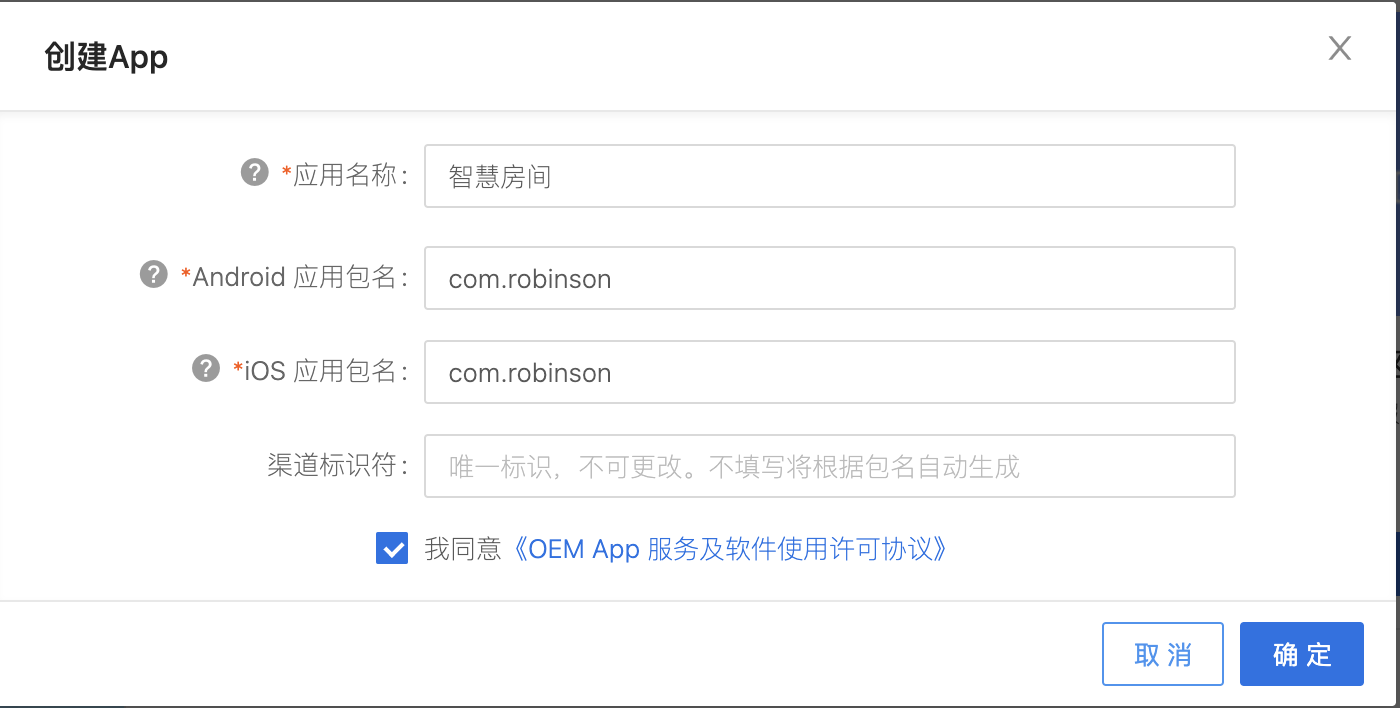 创建App
*应用名称：
智慧房间
*Android 应用包名：
com.robinson
*iOS 应用包名：
com.robinson
渠道标识符：
唯一标识，不可更改。不填写将根据包名自动生成
我同意《OEM App 服务及软件使用许可协议》
取 消
确 定